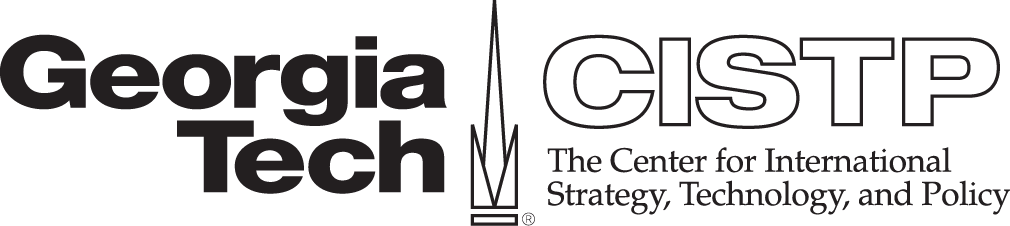 Georgia
Tech
®
CISTP
The Center for International
Strategy, Technology, and Policy